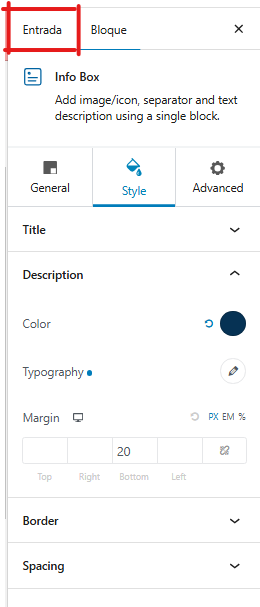 Entrada Bloque
Info Box
Add image/icon, separator and text
description using a single block.
General Style Advanced
Title
Description
Color
Typography
Margin PX EM %
20
Top Right Bottom Left
Border
Spacing